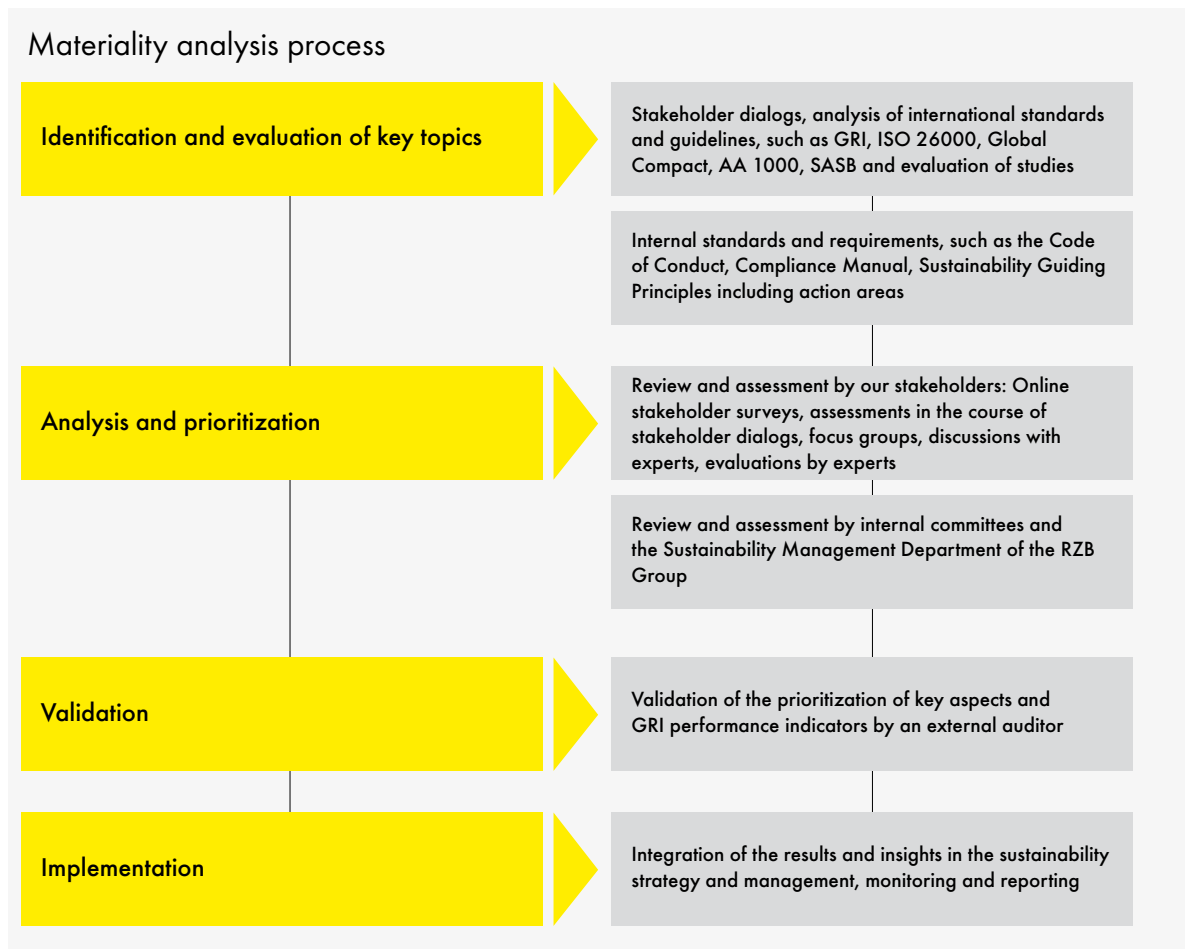 Materiality analysis process
Identification and evaluation of key topics
Stakeholder dialogs, analysis of international standards
and guidelines, such as GRI, ISO 26000, Global
Compact, AA 1000, SASB and evaluation of studies
Internal standards and requirements, such as the Code
of Conduct, Compliance Manual, Sustainability Guiding
Principles including action areas
Analysis and prioritization
Review and assessment by our stakeholders: Online
stakeholder surveys, assessments in the course of
stakeholder dialogs, focus groups, discussions with
experts, evaluations by experts
Review and assessment by internal committees and
the Sustainability Management Department of the RZB
Group
Validation
Validation of the prioritization of key aspects and
GRI performance indicators by an external auditor
Implementation
Integration of the results and insights in the sustainability
strategy and management, monitoring and reporting